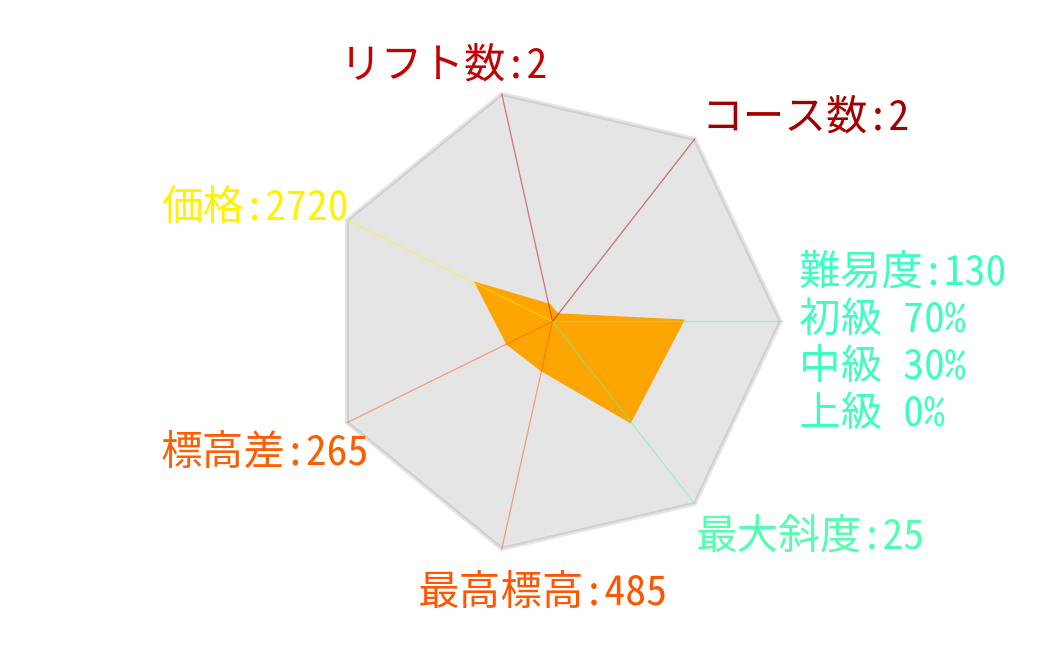 リフト数:2
コース数:2
価格:2720
難易度:130
初級 70%
中級 30%
上級 0%
標高差:265
最大斜度:25
最高標高:485